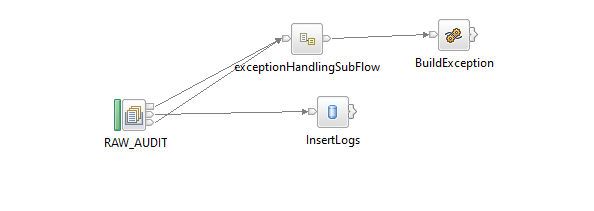 exceptionHandlingSubFlow
BuildException
RAW_AUDIT
InsertLogs